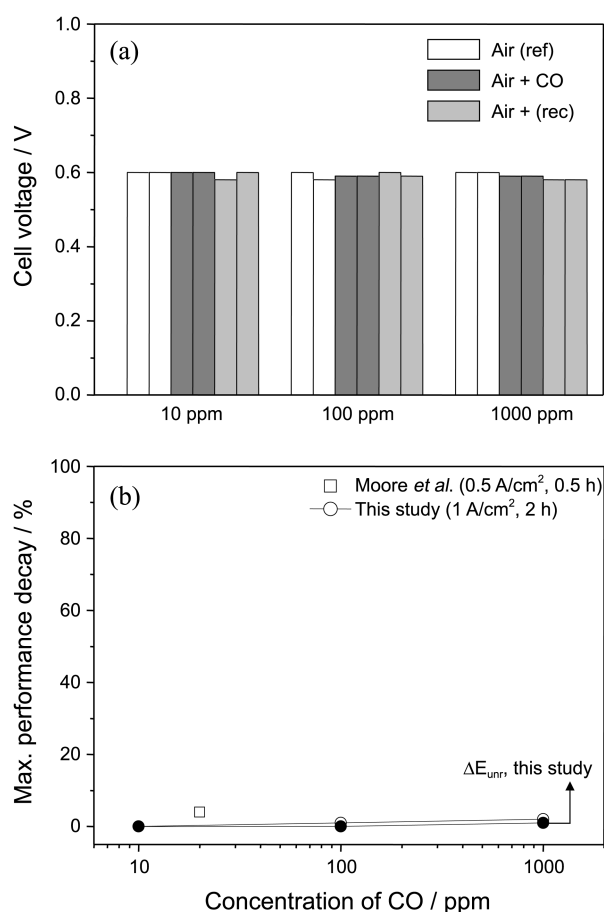 (a)
Air (ref)
Air + CO
Air + (rec)
Cell voltage / V
1.0
0.8
0.6
0.4
0.2
0.0
10 ppm
100 ppm
1000 ppm
(b)
Moore et al. (0.5 A/cm², 0.5 h)
This study (1 A/cm², 2 h)
Max. performance decay / %
100
80
60
40
20
0
ΔEunr, this study
10
100
1000
Concentration of CO / ppm